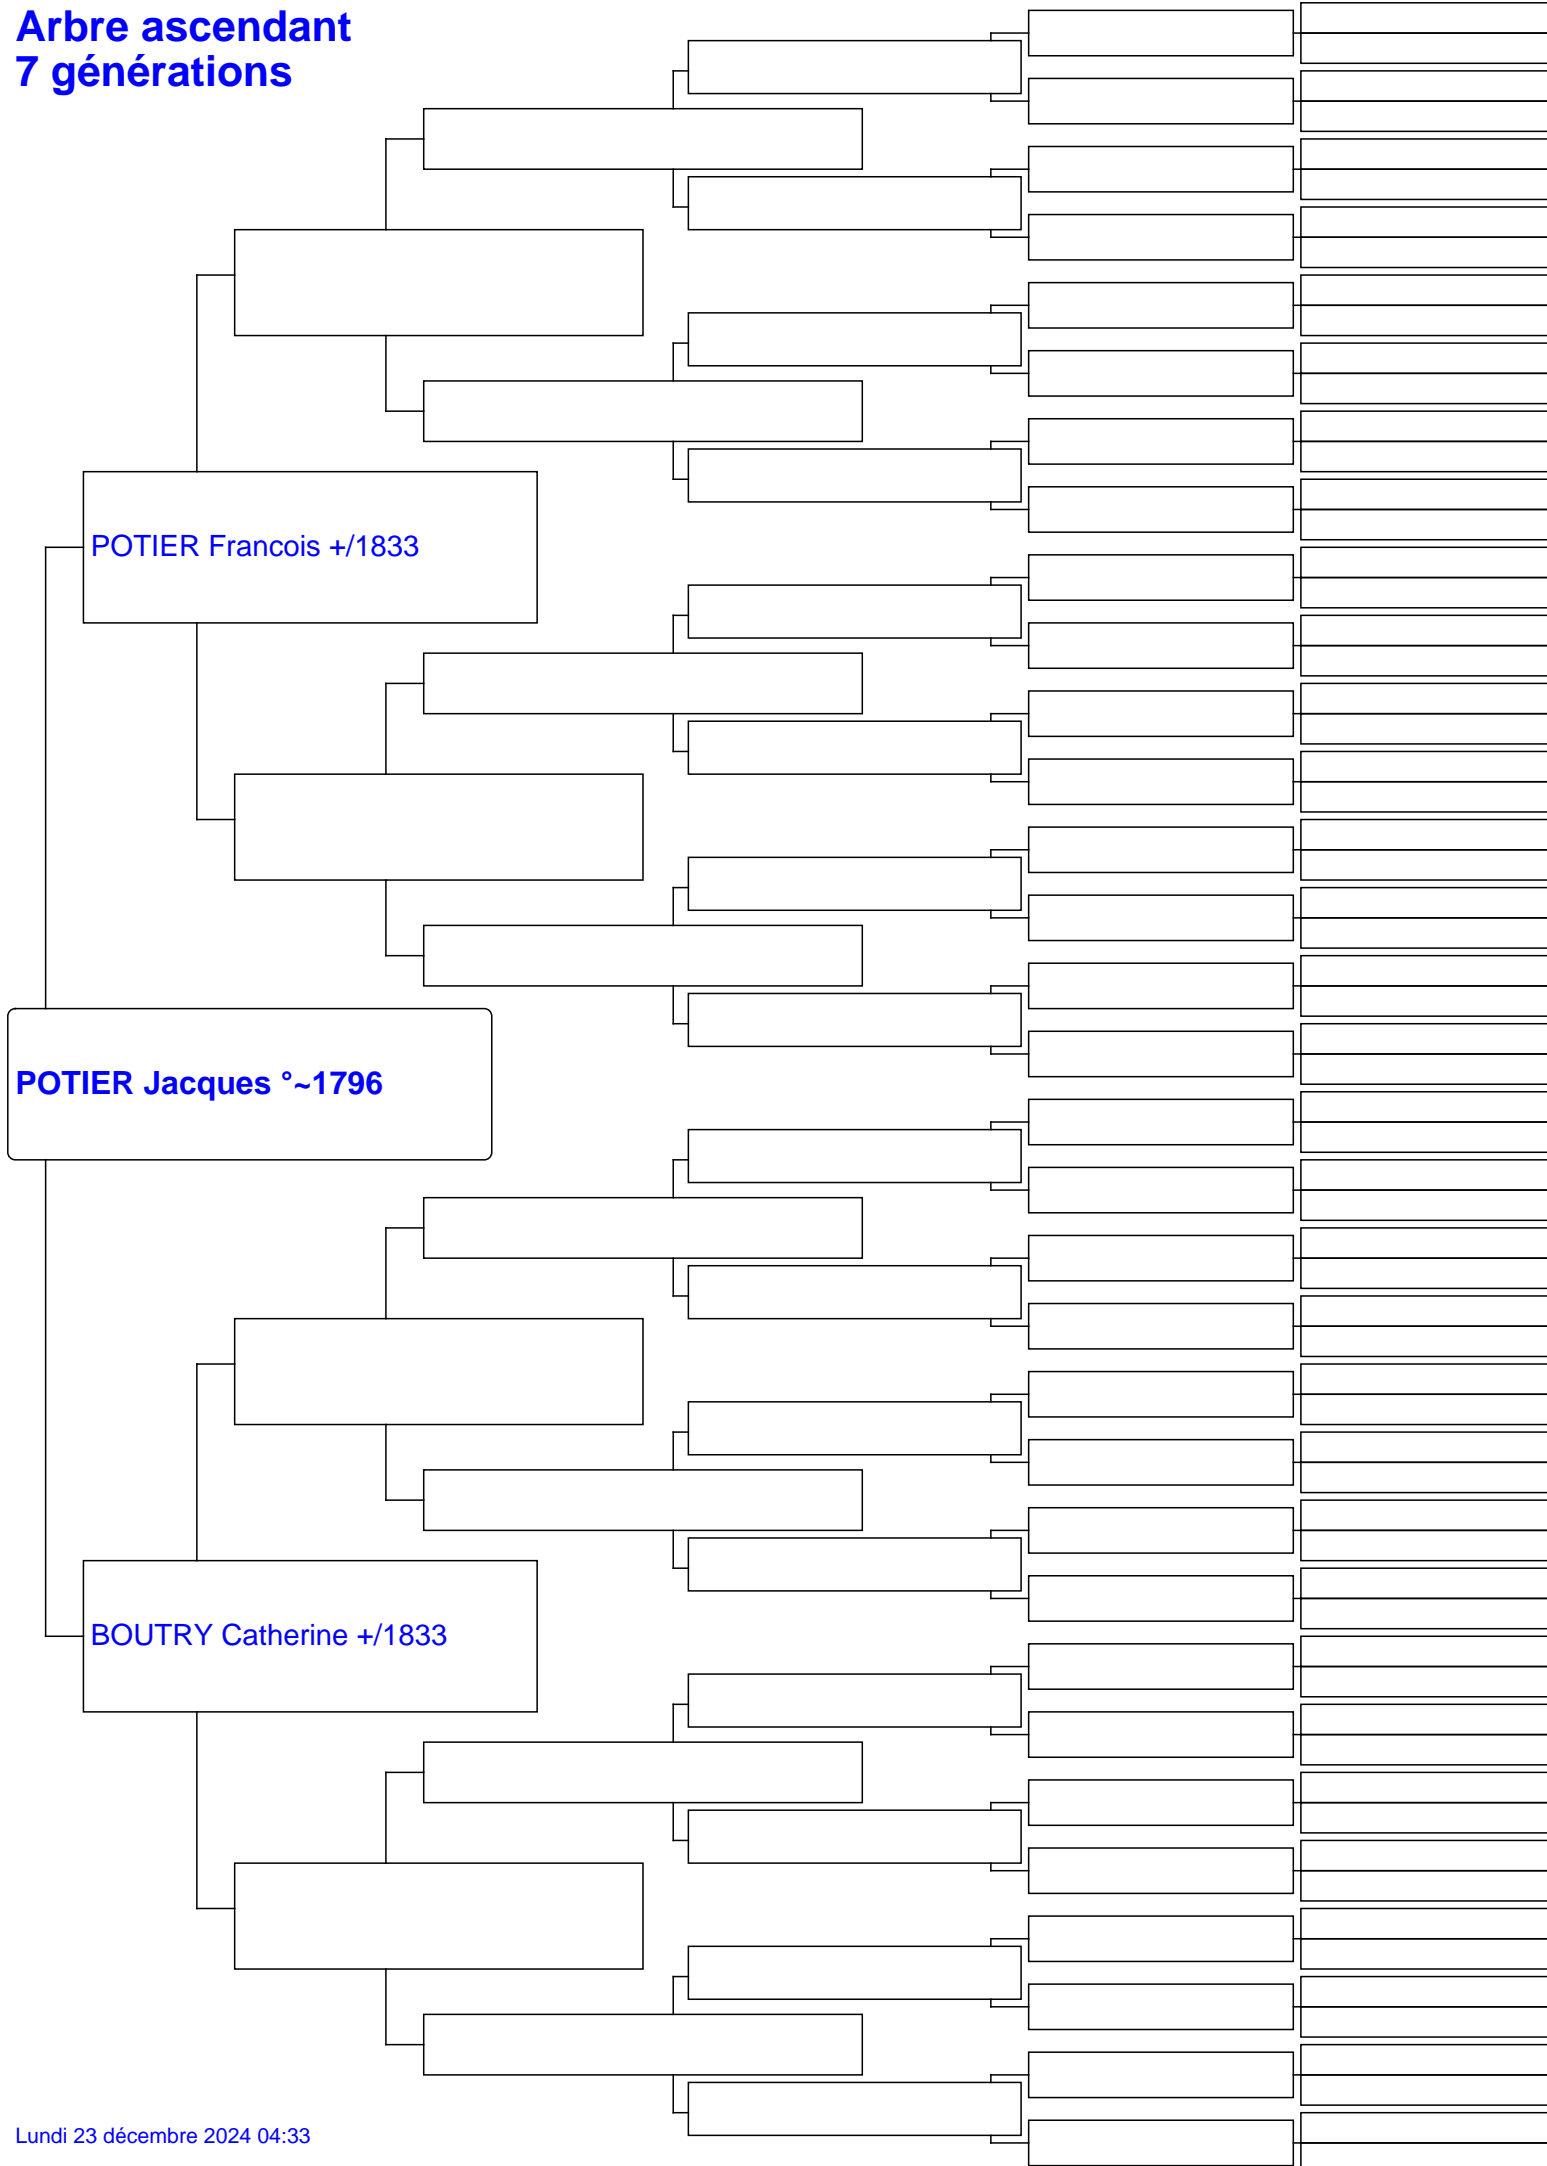 Arbre ascendant
7 générations
POTIER Francois +/1833
POTIER Jacques °~1796
BOUTRY Catherine +/1833
Lundi 23 décembre 2024 04:33